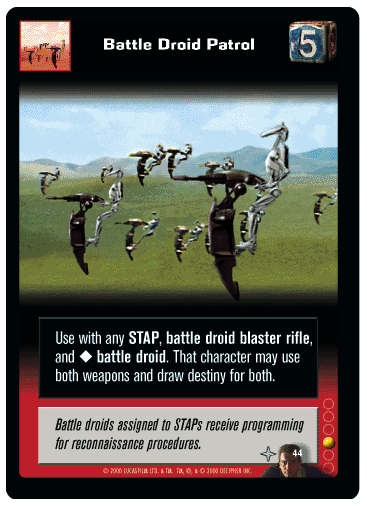 Battle Droid Patrol
5
Use with any STAP, battle droid blaster rifle,
and ◆ battle droid. That character may use
both weapons and draw destiny for both.
Battle droids assigned to STAPs receive programming
for reconnaissance procedures.
44
© 2000 LUCASFILM LTD. & TM. TM, ®, & © 2000 DECIPHER INC.